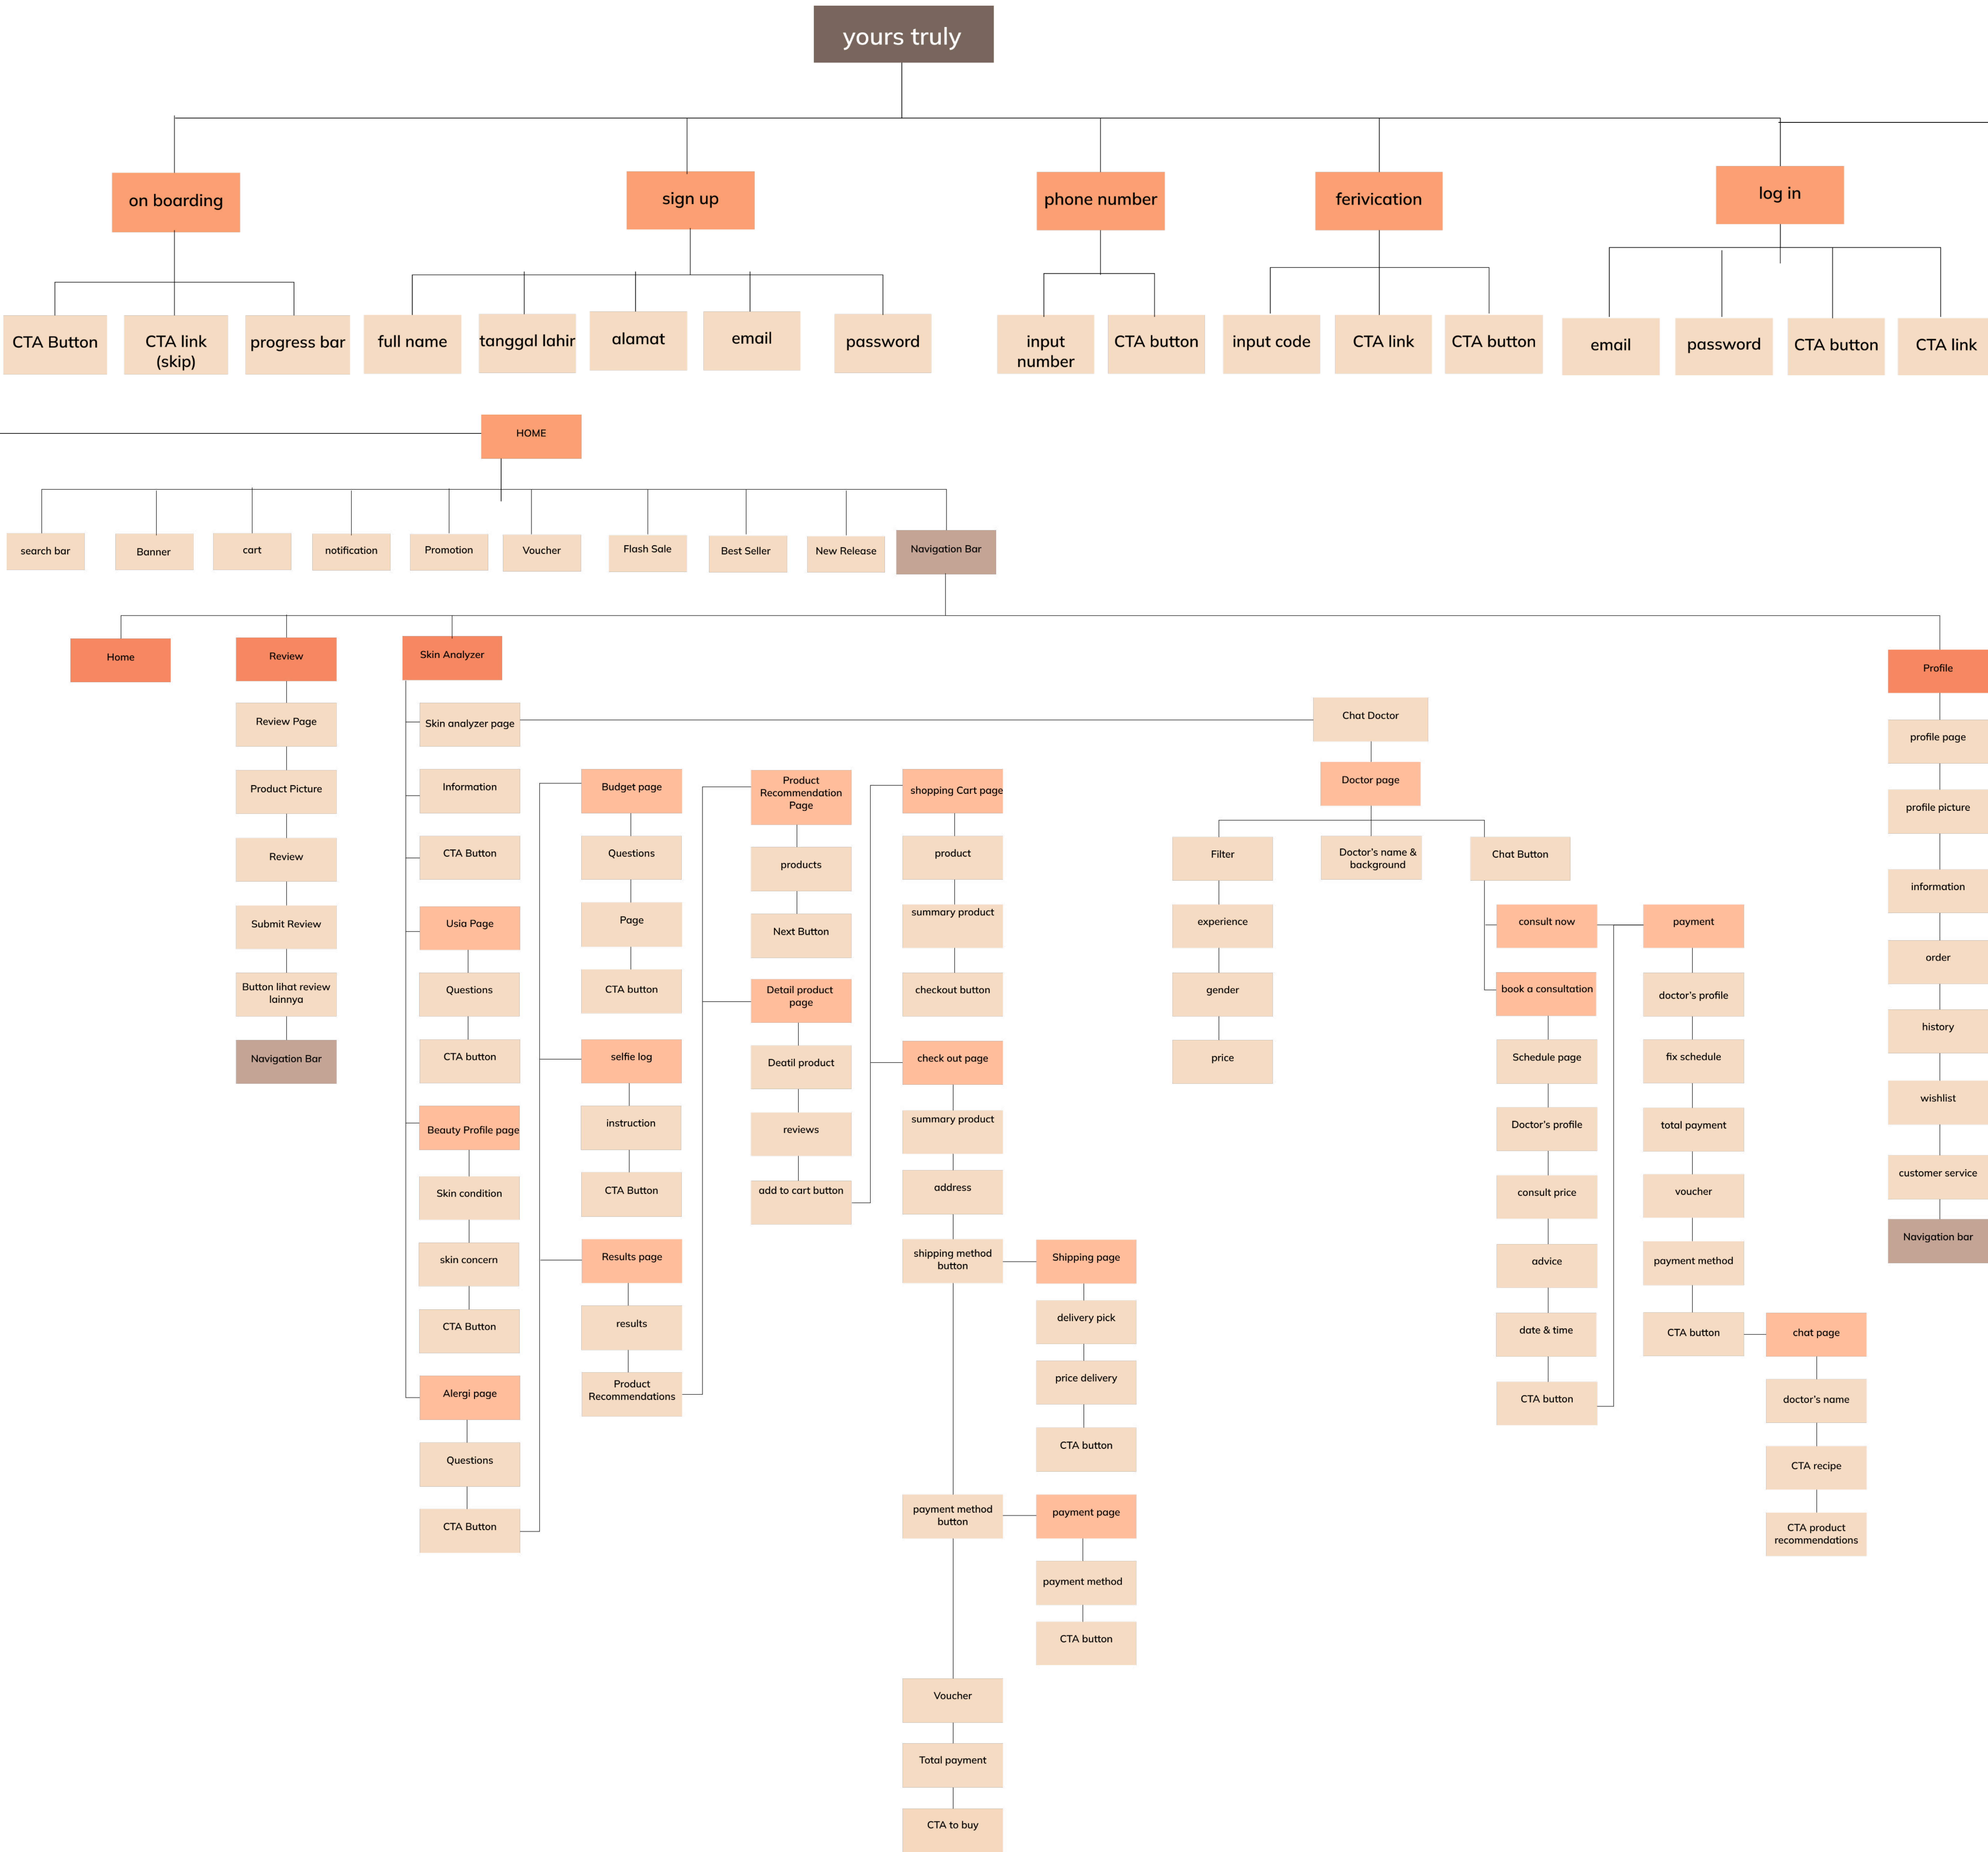 yours truly
on boarding
sign up
phone number
ferivication
log in
CTA Button
CTA link
(skip)
progress bar
full name
tanggal lahir
alamat
email
password
input
number
CTA button
input code
CTA link
CTA button
email
password
CTA button
CTA link
HOME
search bar
Banner
cart
notification
Promotion
Voucher
Flash Sale
Best Seller
New Release
Navigation Bar
Home
Review
Review Page
Product Picture
Review
Submit Review
Button lihat review
lainnya
Navigation Bar
Skin Analyzer
Skin analyzer page
Information
CTA Button
Usia Page
Questions
CTA button
Beauty Profile page
Skin condition
skin concern
CTA Button
Alergi page
Questions
CTA Button
Budget page
Questions
Page
CTA button
selfie log
instruction
CTA Button
Results page
results
Product
Recommendations
Product
Recommendation
Page
products
Next Button
Detail product
page
Deatil product
reviews
add to cart button
shopping Cart page
product
summary product
checkout button
check out page
summary product
address
shipping method
button
payment method
button
Voucher
Total payment
CTA to buy
Shipping page
delivery pick
price delivery
CTA button
payment page
payment method
CTA button
Chat Doctor
Doctor page
Filter
experience
gender
price
Doctor's name &
background
Chat Button
consult now
book a consultation
Schedule page
Doctor's profile
consult price
advice
date & time
CTA button
payment
doctor's profile
fix schedule
total payment
voucher
payment method
CTA button
chat page
doctor's name
CTA recipe
CTA product
recommendations
Profile
profile page
profile picture
information
order
history
wishlist
customer service
Navigation bar